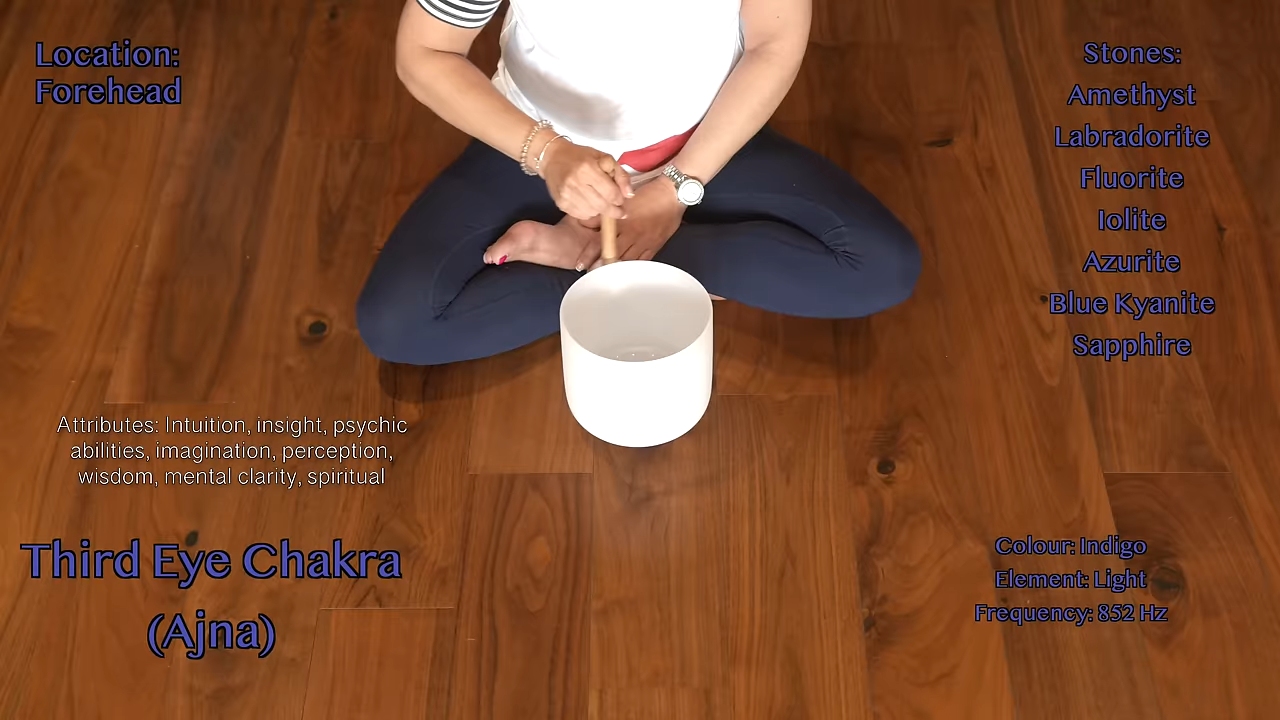 Location:
Forehead
Stones:
Amethyst
Labradorite
Fluorite
Iolite
Azurite
Blue Kyanite
Sapphire
Attributes: Intuition, insight, psychic
abilities, imagination, perception,
wisdom, mental clarity, spiritual
Third Eye Chakra
(Ajna)
Colour: Indigo
Element: Light
Frequency: 852 Hz